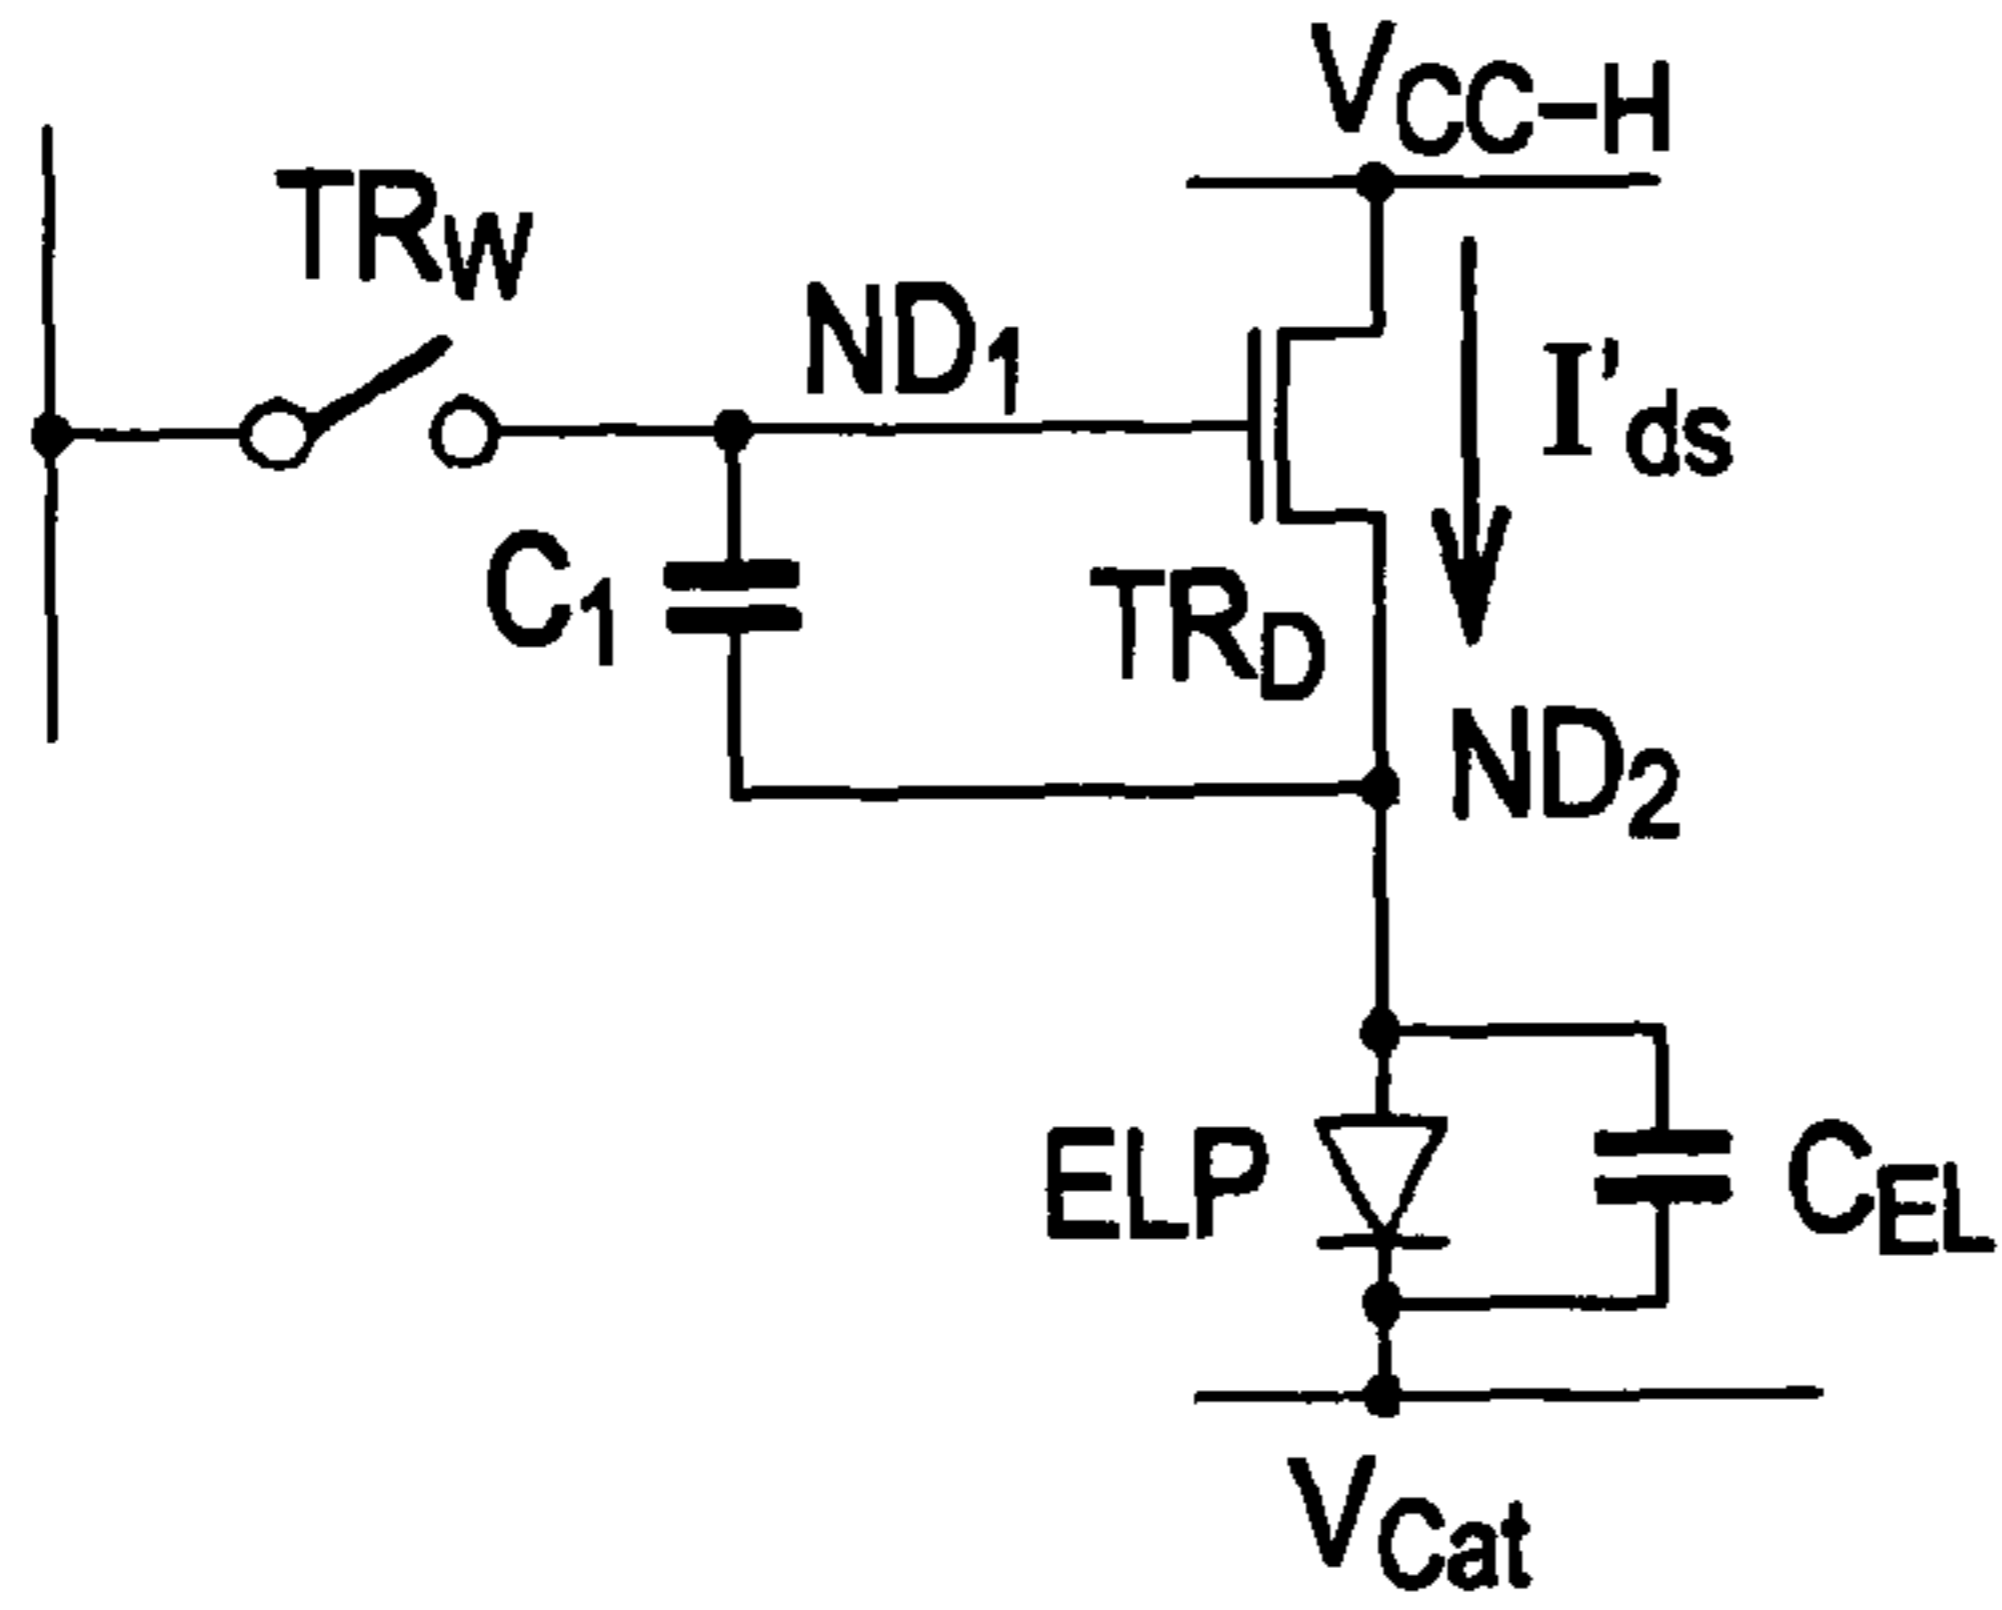 VCC-H
TRW
ND1
I'ds
C1
TRD
ND2
ELP
CEL
VCat